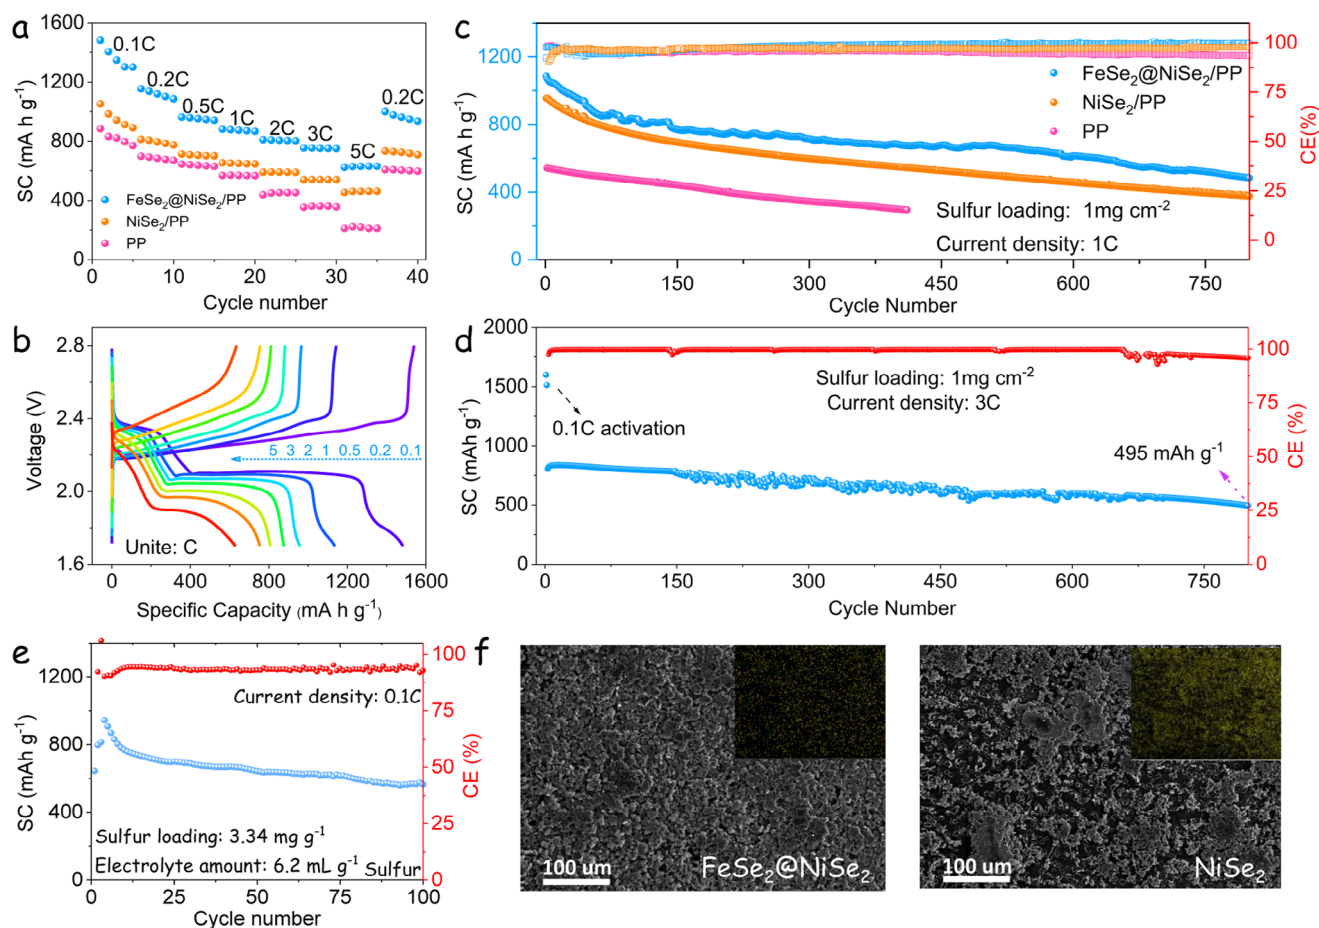 a
1600
1200
800
400
0
SC (mA h g⁻¹)
0.1C
0.2C
0.5C
1C
2C
3C
5C
0.2C
FeSe₂@NiSe₂/PP
NiSe₂/PP
PP
0 10 20 30 40
Cycle number
c
1200
800
400
0
SC (mA h g⁻¹)
100
75
50
25
0
CE(%)
FeSe₂@NiSe₂/PP
NiSe₂/PP
PP
Sulfur loading: 1mg cm⁻²
Current density: 1C
0 150 300 450 600 750
Cycle Number
b
2.8
2.4
2.0
1.6
Voltage (V)
5 3 2 1 0.5 0.2 0.1
Unite: C
0 400 800 1200 1600
Specific Capacity (mA h g⁻¹)
d
2000
1500
1000
500
0
SC (mAh g⁻¹)
100
75
50
25
0
CE (%)
Sulfur loading: 1mg cm⁻²
Current density: 3C
0.1C activation
495 mAh g⁻¹
0 150 300 450 600 750
Cycle Number
e
1200
800
400
0
SC (mAh g⁻¹)
100
75
50
25
0
CE (%)
Current density: 0.1C
Sulfur loading: 3.34 mg g⁻¹
Electrolyte amount: 6.2 mL g⁻¹ Sulfur
0 25 50 75 100
Cycle number
f
100 um
FeSe₂@NiSe₂
100 um
NiSe₂